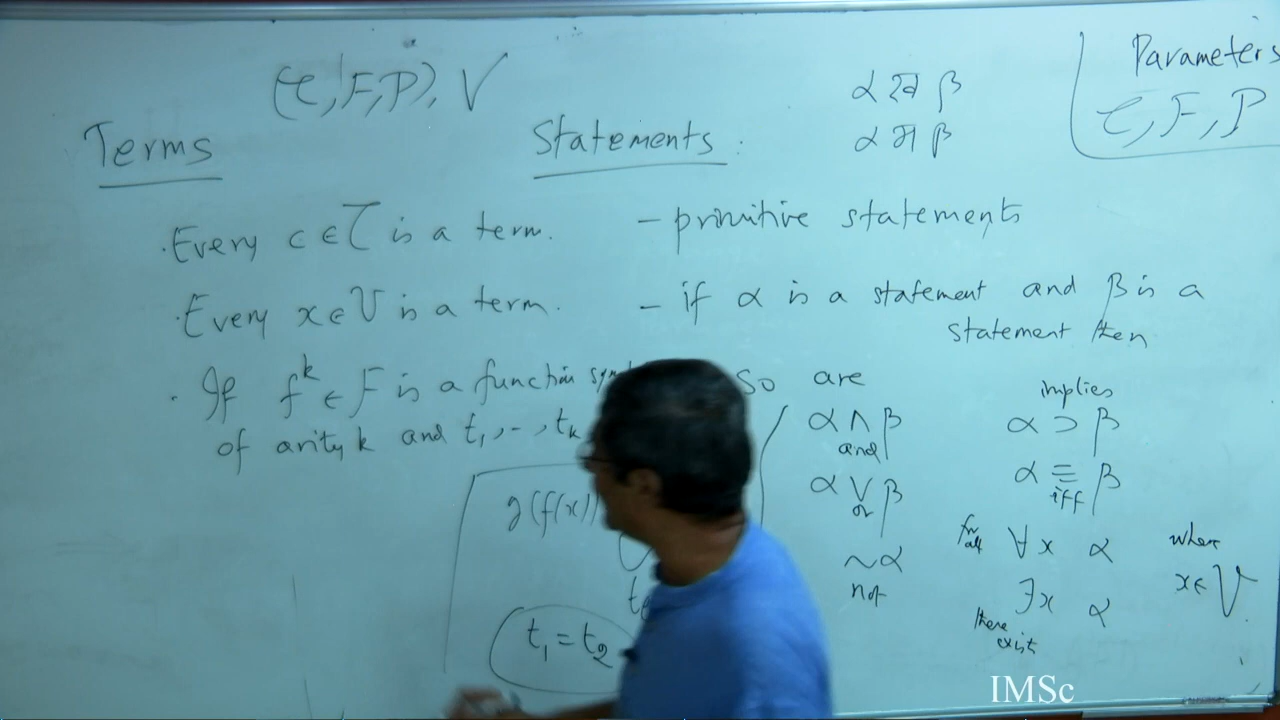 (C, F, P), V
Terms
· Every c ∈ C is a term.
· Every x ∈ V is a term.
· If f^k ∈ F is a function
of arity k and t₁, -- , tₖ
g(f(x))
t₁ = t₂
Statements :
- primitive statements
- if α is a statement and β is a
statement then
so are
α ∧ β
and
α ∨ β
or
~α
not
implies
α ⊃ β
α ≡ β
iff
for all ∀x α where
∃x α x ∈ V
there
exist
α ख β
α ग β
Parameters
C, F, P
IMSc